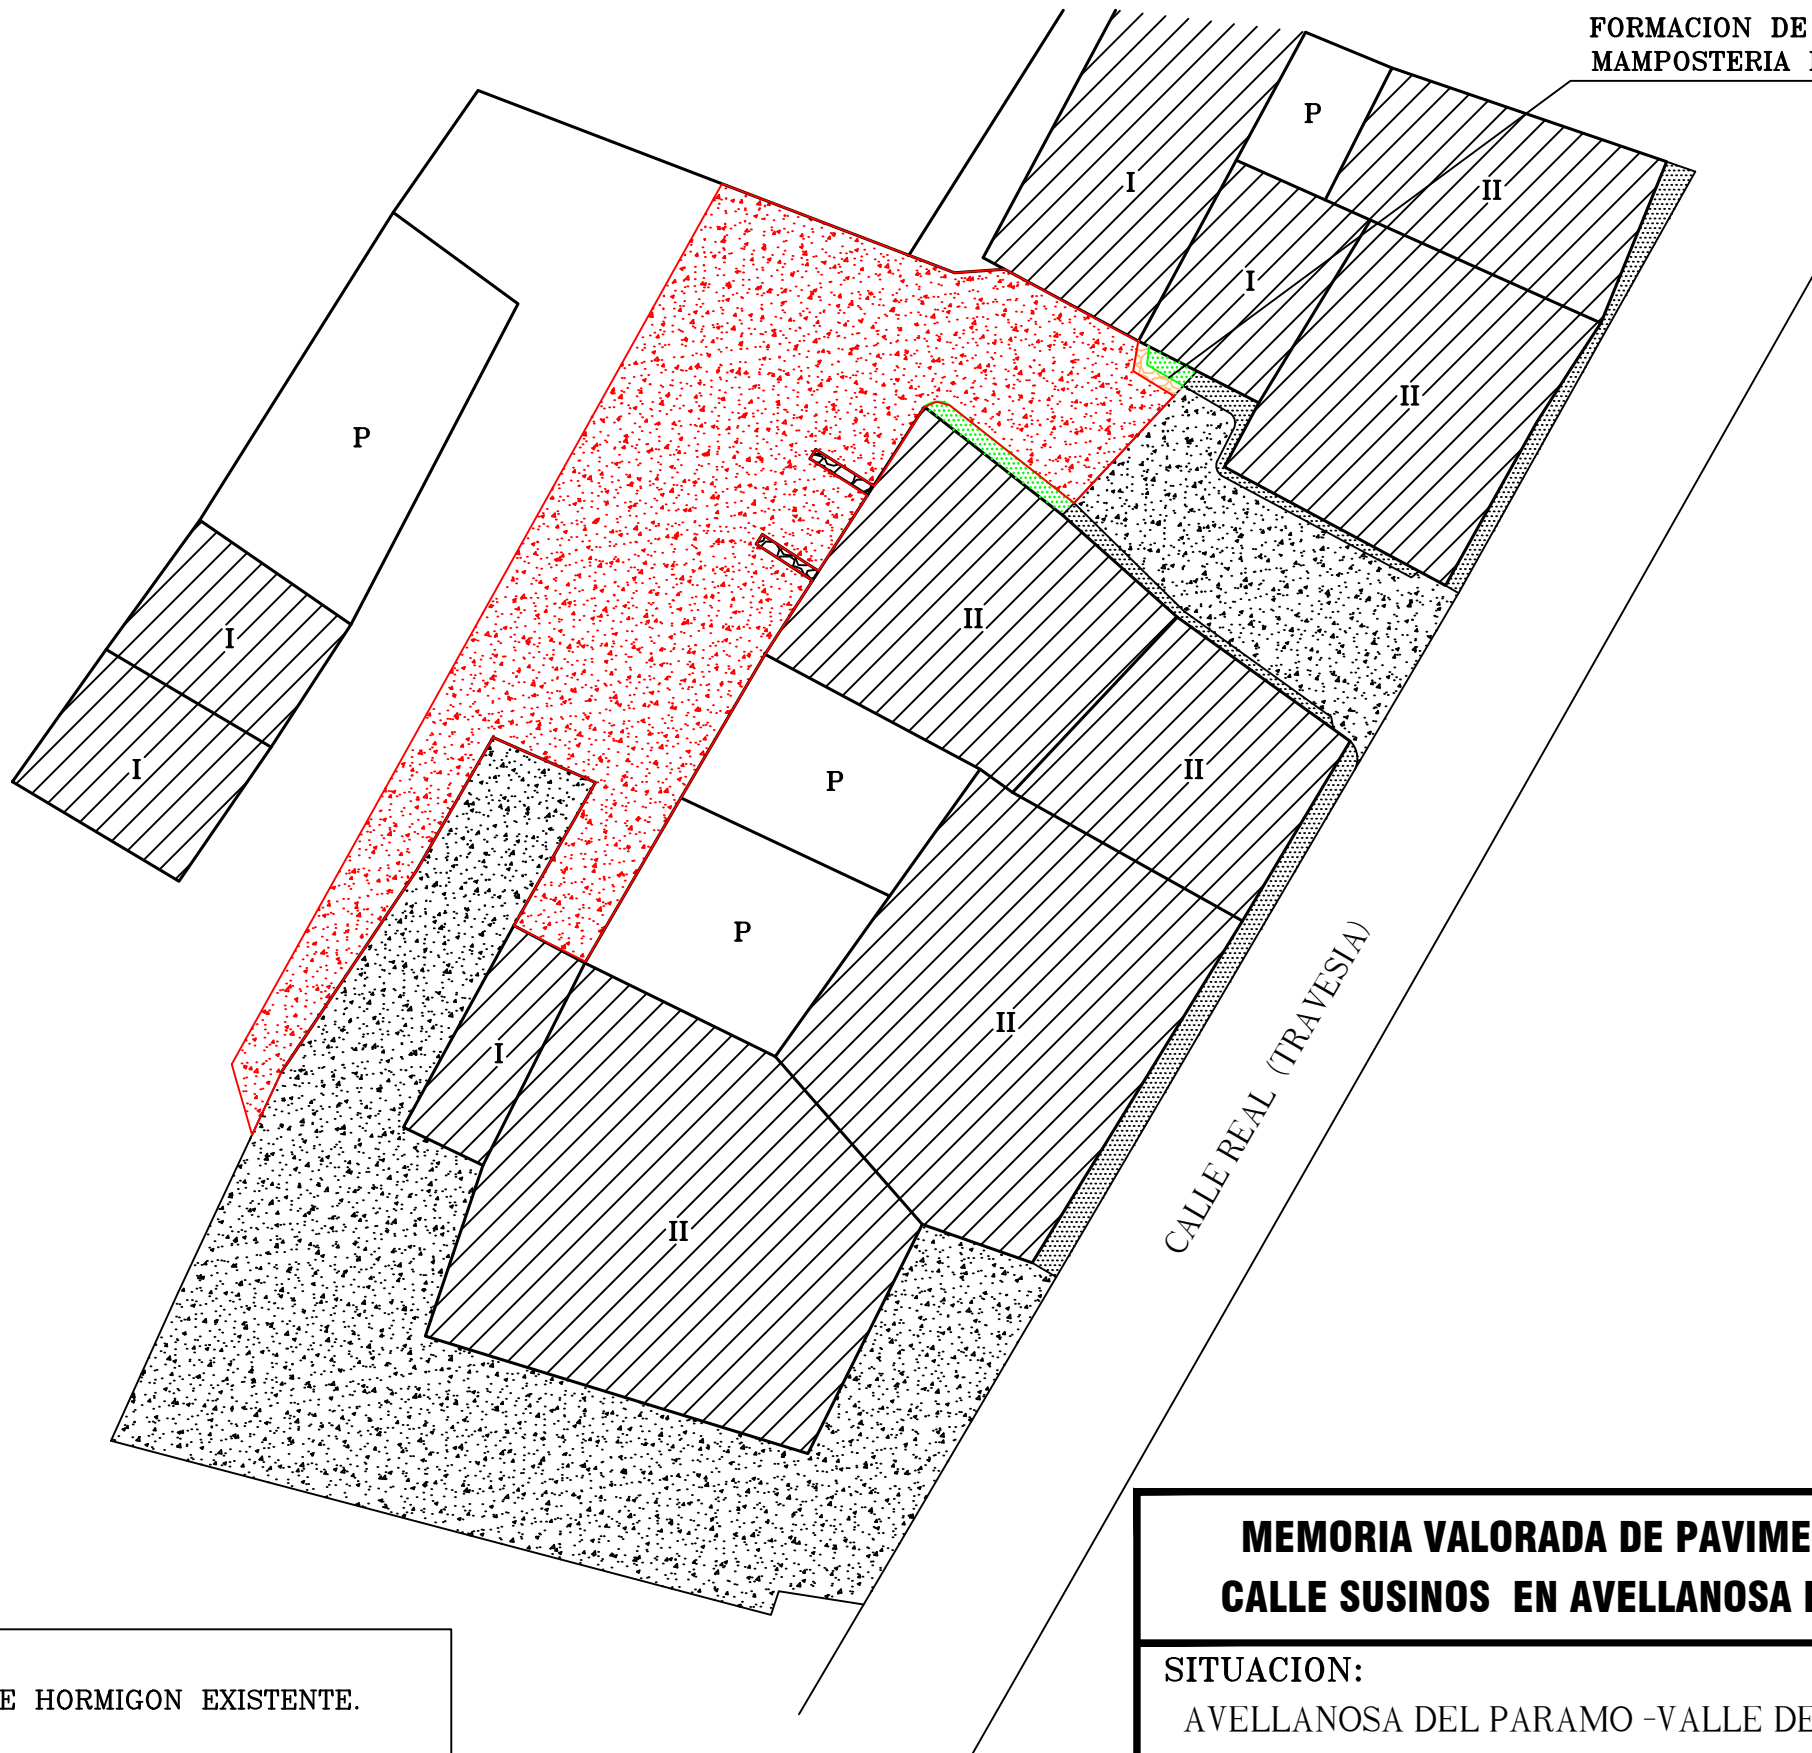 FORMACION DE
MAMPOSTERIA
P
I
II
I
II
P
I
I
II
II
P
P
II
I
II
CALLE REAL (TRAVESIA)
MEMORIA VALORADA DE PAVIME
CALLE SUSINOS EN AVELLANOSA
SITUACION:
AVELLANOSA DEL PARAMO -VALLE DE
E HORMIGON EXISTENTE.